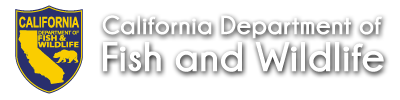 CALIFORNIA
DEPARTMENT OF
FISH &
WILDLIFE
California Department of
Fish and Wildlife